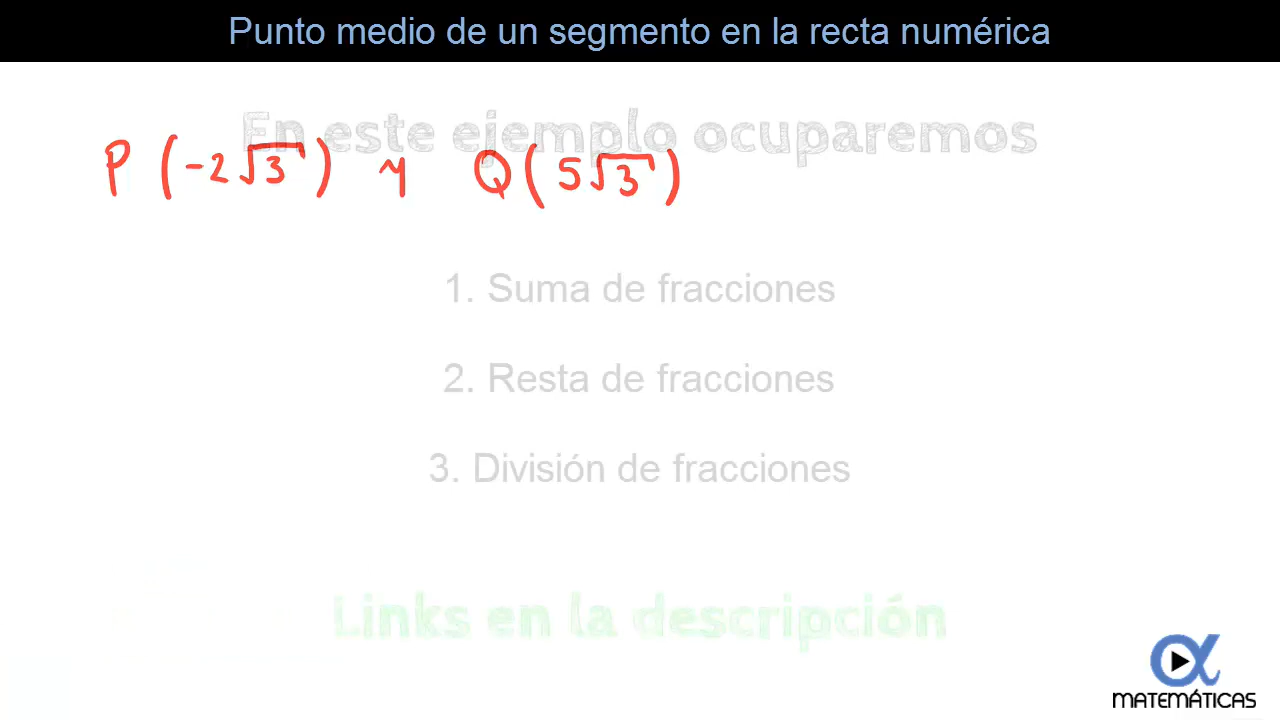 Punto medio de un segmento en la recta numérica
En este ejemplo ocuparemos
P (-2√3) y Q (5√3)
1. Suma de fracciones
2. Resta de fracciones
3. División de fracciones
Links en la descripción
MATEMÁTICAS